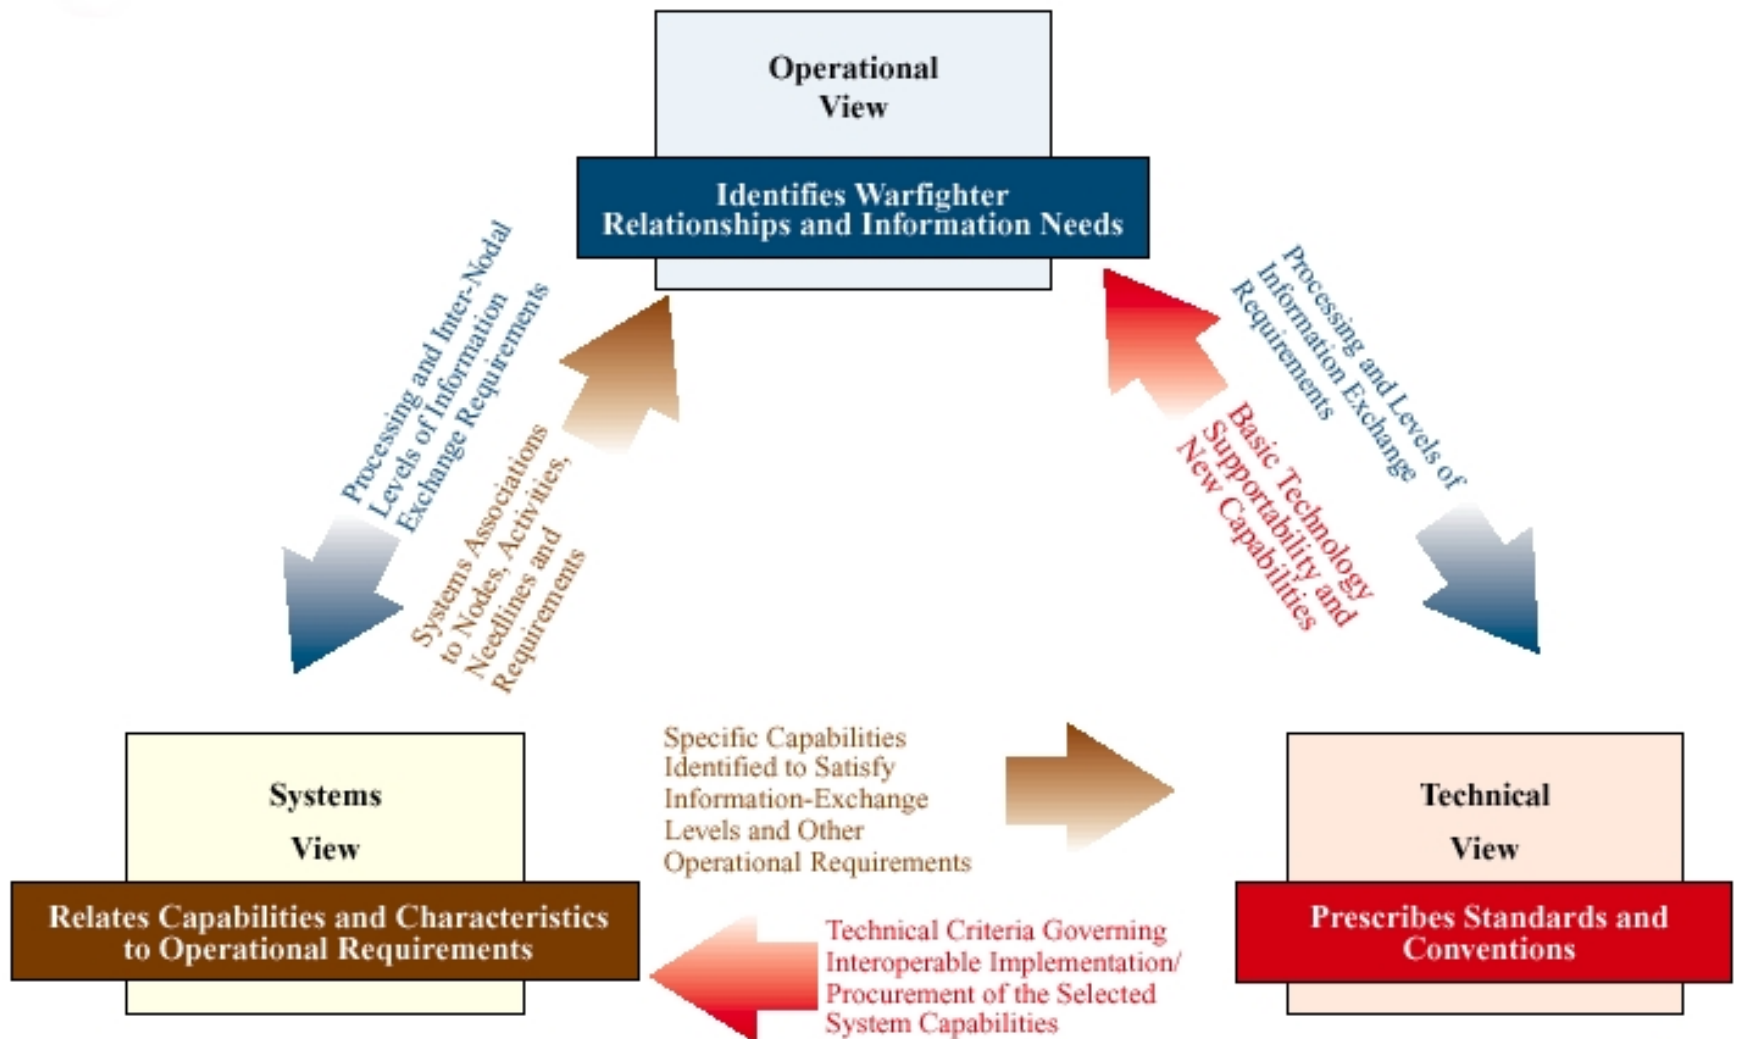 Operational
View
Identifies Warfighter
Relationships and Information Needs
Processing and Inter-Nodal
Levels of Information
Exchange Requirements
Systems Associations
to Nodes, Activities,
Needlines and
Requirements
Processing and Levels of
Information Exchange
Requirements
Basic Technology
Supportability and
New Capabilities
Systems
View
Relates Capabilities and Characteristics
to Operational Requirements
Specific Capabilities
Identified to Satisfy
Information-Exchange
Levels and Other
Operational Requirements
Technical Criteria Governing
Interoperable Implementation/
Procurement of the Selected
System Capabilities
Technical
View
Prescribes Standards and
Conventions